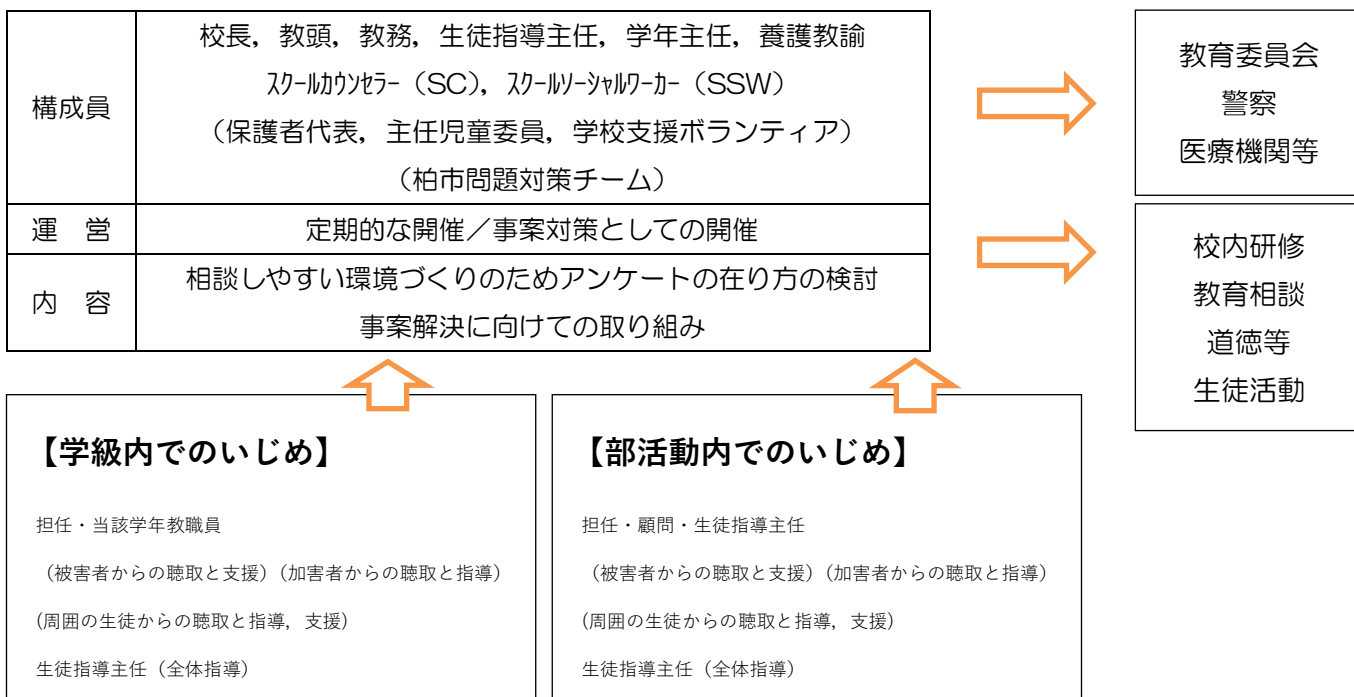 構成員
校長，教頭，教務，生徒指導主任，学年主任，養護教諭
ｽｸｰﾙｶｳﾝｾﾗｰ（SC），ｽｸｰﾙｿｰｼｬﾙﾜｰｶｰ（SSW）
（保護者代表，主任児童委員，学校支援ボランティア）
（柏市問題対策チーム）
運　営
定期的な開催／事案対策としての開催
内　容
相談しやすい環境づくりのためアンケートの在り方の検討
事案解決に向けての取り組み
教育委員会
警察
医療機関等
校内研修
教育相談
道徳等
生徒活動
【学級内でのいじめ】
担任・当該学年教職員
（被害者からの聴取と支援）（加害者からの聴取と指導）
(周囲の生徒からの聴取と指導，支援)
生徒指導主任（全体指導）
【部活動内でのいじめ】
担任・顧問・生徒指導主任
（被害者からの聴取と支援）（加害者からの聴取と指導）
(周囲の生徒からの聴取と指導，支援)
生徒指導主任（全体指導）